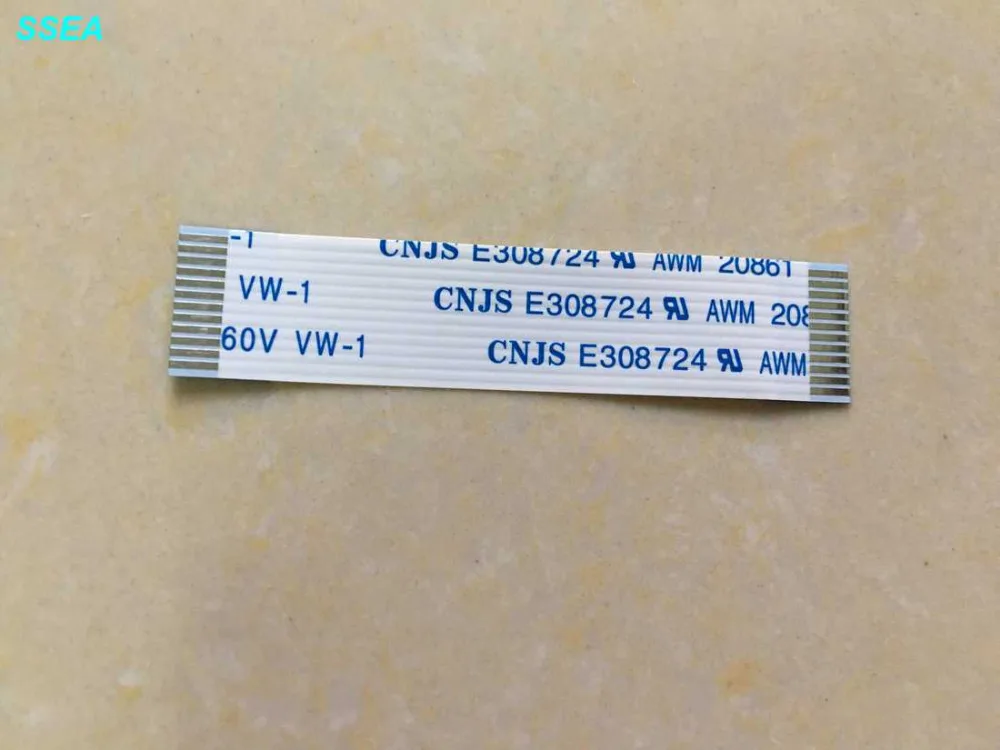 SSEA
-1 CNJS E308724 AWM 20861
VW-1 CNJS E308724 AWM 208
60V VW-1 CNJS E308724 AWM